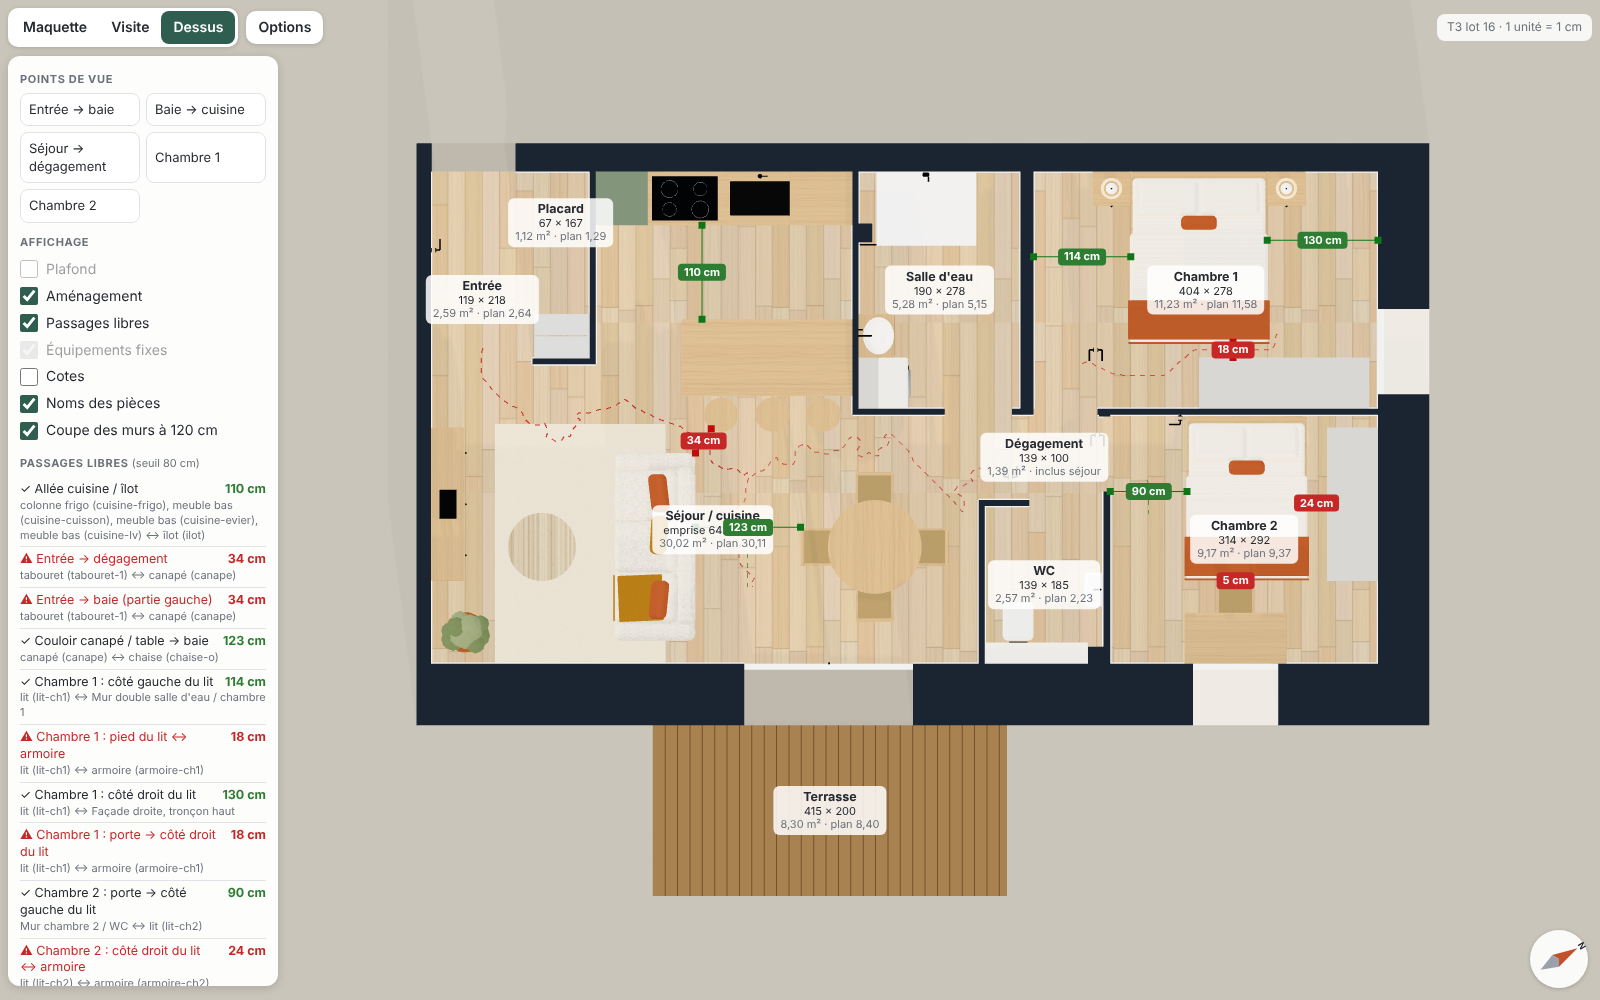 Maquette
Visite
Dessus
Options
T3 lot 16 · 1 unité = 1 cm
POINTS DE VUE
Entrée → baie
Baie → cuisine
Séjour →
dégagement
Chambre 1
Chambre 2
AFFICHAGE
Plafond
Aménagement
Passages libres
Équipements fixes
Cotes
Noms des pièces
Coupe des murs à 120 cm
PASSAGES LIBRES (seuil 80 cm)
✓ Allée cuisine / îlot 110 cm
colonne frigo (cuisine-frigo), meuble bas
(cuisine-cuisson), meuble bas (cuisine-evier),
meuble bas (cuisine-lv) ↔ îlot (ilot)
⚠ Entrée → dégagement 34 cm
tabouret (tabouret-1) ↔ canapé (canape)
⚠ Entrée → baie (partie gauche) 34 cm
tabouret (tabouret-1) ↔ canapé (canape)
✓ Couloir canapé / table → baie 123 cm
canapé (canape) ↔ chaise (chaise-o)
✓ Chambre 1 : côté gauche du lit 114 cm
lit (lit-ch1) ↔ Mur double salle d'eau / chambre
1
⚠ Chambre 1 : pied du lit ↔ 18 cm
armoire
lit (lit-ch1) ↔ armoire (armoire-ch1)
✓ Chambre 1 : côté droit du lit 130 cm
lit (lit-ch1) ↔ Façade droite, tronçon haut
⚠ Chambre 1 : porte → côté droit 18 cm
du lit
lit (lit-ch1) ↔ armoire (armoire-ch1)
✓ Chambre 2 : porte → côté 90 cm
gauche du lit
Mur chambre 2 / WC ↔ lit (lit-ch2)
⚠ Chambre 2 : côté droit du lit 24 cm
↔ armoire
lit (lit-ch2) ↔ armoire (armoire-ch2)
Placard
67 × 167
1,12 m² · plan 1,29
Entrée
119 × 218
2,59 m² · plan 2,64
110 cm
Salle d'eau
190 × 278
5,28 m² · plan 5,15
114 cm
130 cm
Chambre 1
404 × 278
11,23 m² · plan 11,58
18 cm
34 cm
Dégagement
139 × 100
1,39 m² · inclus séjour
90 cm
24 cm
Séjour / cuisine
emprise 64
123 cm
30,02 m² · plan 30,11
Chambre 2
314 × 292
9,17 m² · plan 9,37
5 cm
WC
139 × 185
2,57 m² · plan 2,23
Terrasse
415 × 200
8,30 m² · plan 8,40
N